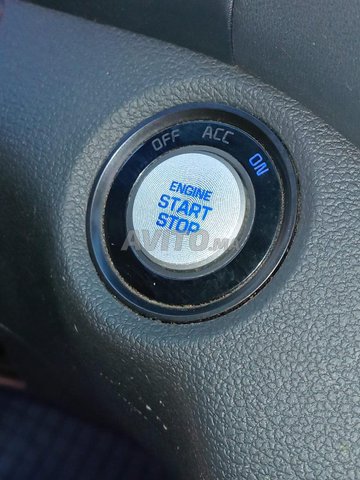 OFF ACC ON
ENGINE
START
STOP
AVITO.ma